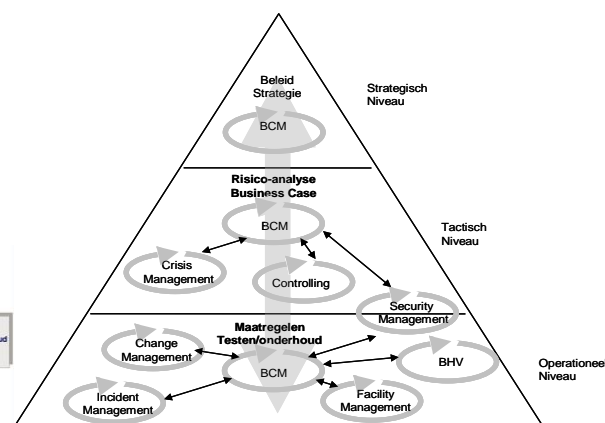 Beleid
Strategie
Strategisch
Niveau
BCM
Risico-analyse
Business Case
BCM
Tactisch
Niveau
Crisis
Management
Controlling
Security
Management
Maatregelen
Testen/onderhoud
Change
Management
BCM
BHV
Operationeel
Niveau
Incident
Management
Facility
Management
ud